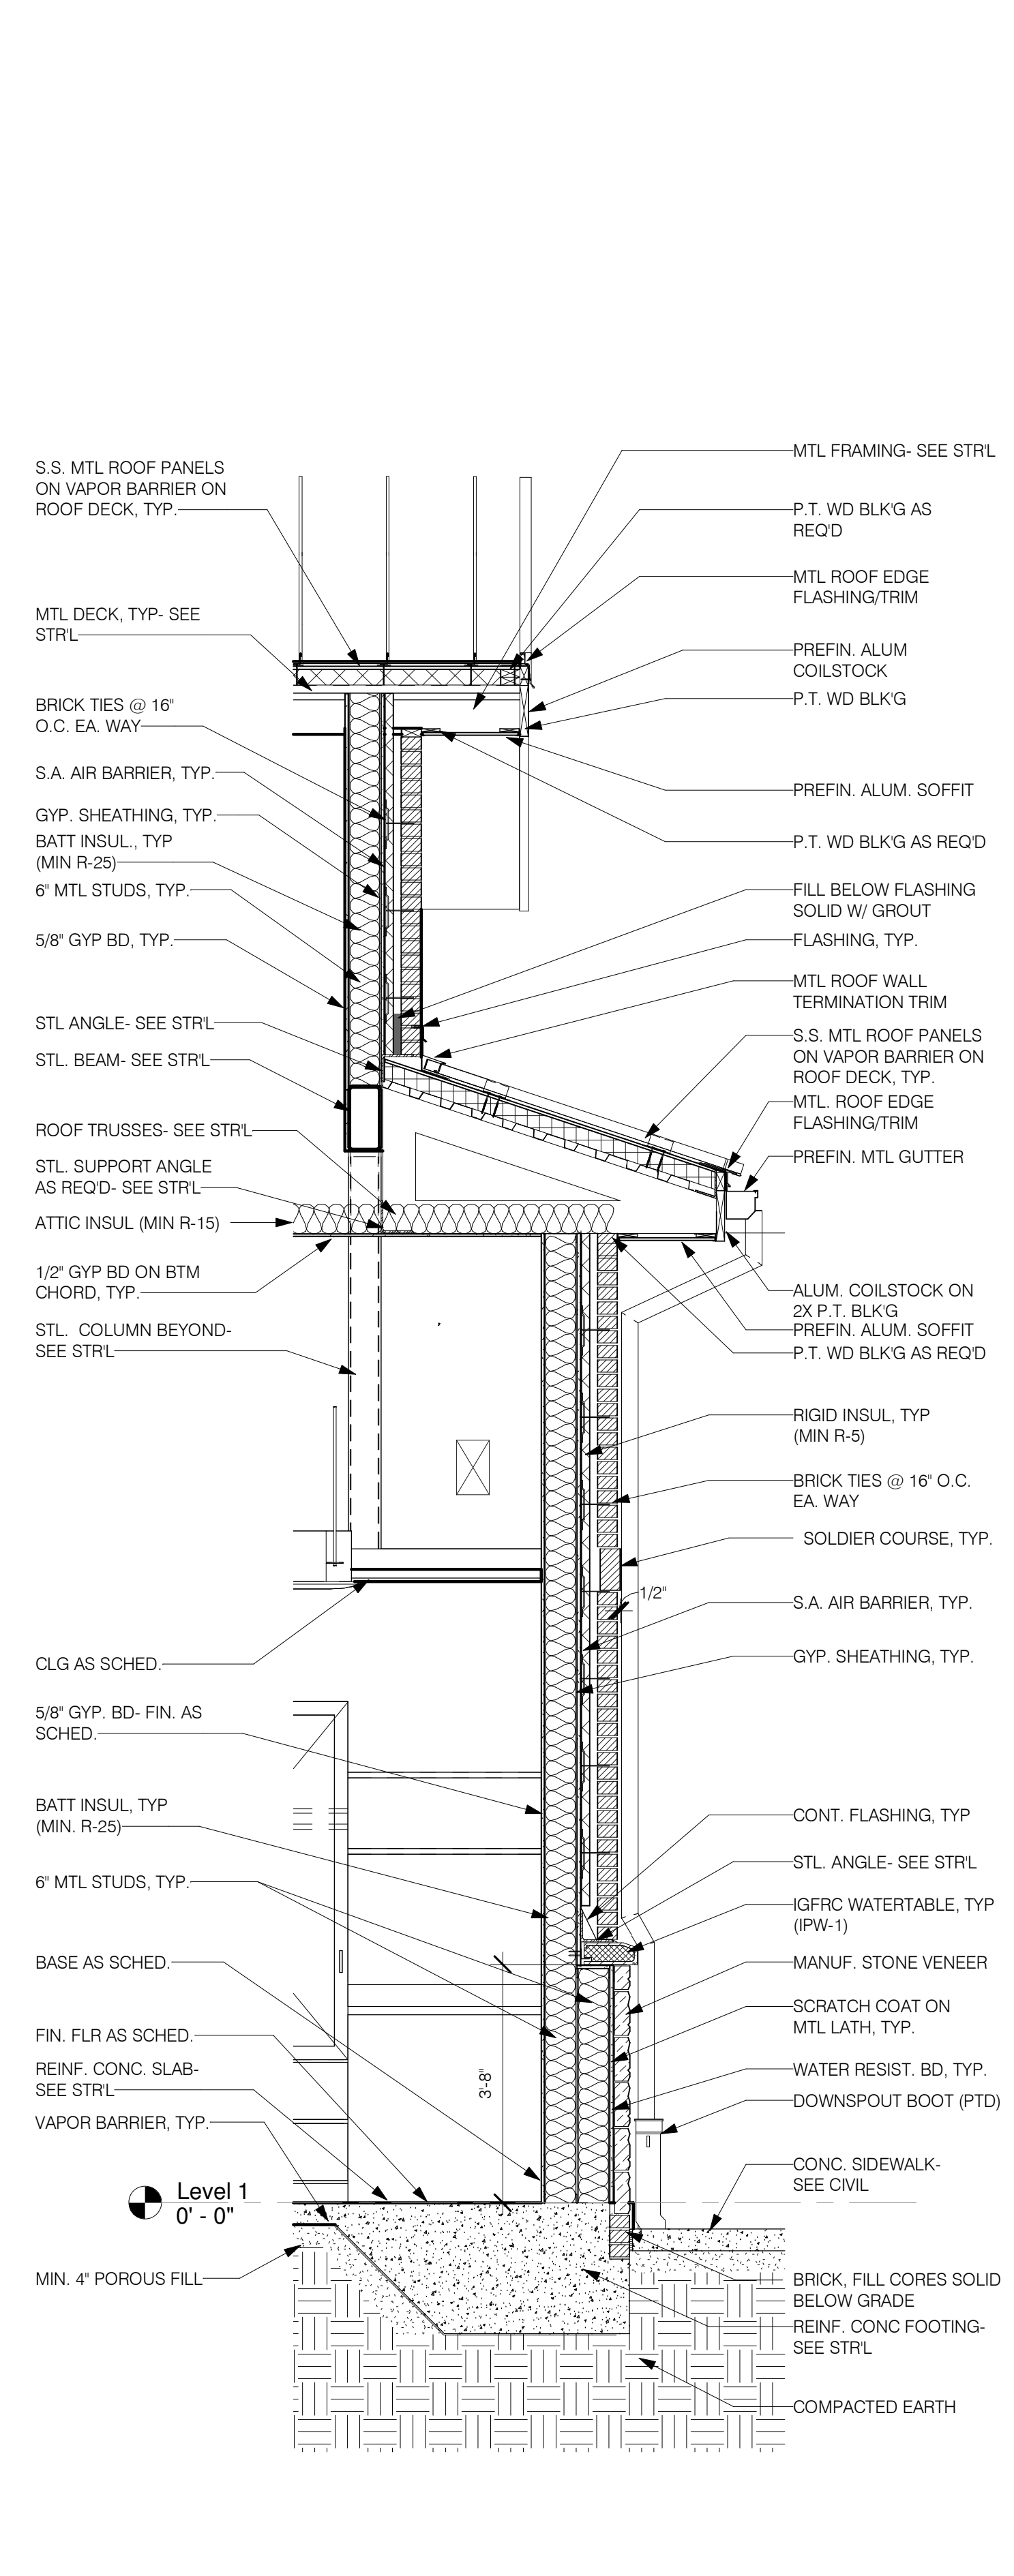 S.S. MTL ROOF PANELS
ON VAPOR BARRIER ON
ROOF DECK, TYP.
MTL DECK, TYP- SEE
STR'L
BRICK TIES @ 16"
O.C. EA. WAY
S.A. AIR BARRIER, TYP.
GYP. SHEATHING, TYP.
BATT INSUL., TYP
(MIN R-25)
6" MTL STUDS, TYP.
5/8" GYP BD, TYP.
STL ANGLE- SEE STR'L
STL. BEAM- SEE STR'L
ROOF TRUSSES- SEE STR'L
STL. SUPPORT ANGLE
AS REQ'D- SEE STR'L
ATTIC INSUL (MIN R-15)
1/2" GYP BD ON BTM
CHORD, TYP.
STL. COLUMN BEYOND-
SEE STR'L
CLG AS SCHED.
5/8" GYP. BD- FIN. AS
SCHED.
BATT INSUL, TYP
(MIN. R-25)
6" MTL STUDS, TYP.
BASE AS SCHED.
FIN. FLR AS SCHED.
REINF. CONC. SLAB-
SEE STR'L
VAPOR BARRIER, TYP.
Level 1
0' - 0"
MIN. 4" POROUS FILL
3'-8"
1/2"
MTL FRAMING- SEE STR'L
P.T. WD BLK'G AS
REQ'D
MTL ROOF EDGE
FLASHING/TRIM
PREFIN. ALUM
COILSTOCK
P.T. WD BLK'G
PREFIN. ALUM. SOFFIT
P.T. WD BLK'G AS REQ'D
FILL BELOW FLASHING
SOLID W/ GROUT
FLASHING, TYP.
MTL ROOF WALL
TERMINATION TRIM
S.S. MTL ROOF PANELS
ON VAPOR BARRIER ON
ROOF DECK, TYP.
MTL. ROOF EDGE
FLASHING/TRIM
PREFIN. MTL GUTTER
ALUM. COILSTOCK ON
2X P.T. BLK'G
PREFIN. ALUM. SOFFIT
P.T. WD BLK'G AS REQ'D
RIGID INSUL, TYP
(MIN R-5)
BRICK TIES @ 16" O.C.
EA. WAY
SOLDIER COURSE, TYP.
S.A. AIR BARRIER, TYP.
GYP. SHEATHING, TYP.
CONT. FLASHING, TYP
STL. ANGLE- SEE STR'L
IGFRC WATERTABLE, TYP
(IPW-1)
MANUF. STONE VENEER
SCRATCH COAT ON
MTL LATH, TYP.
WATER RESIST. BD, TYP.
DOWNSPOUT BOOT (PTD)
CONC. SIDEWALK-
SEE CIVIL
BRICK, FILL CORES SOLID
BELOW GRADE
REINF. CONC FOOTING-
SEE STR'L
COMPACTED EARTH